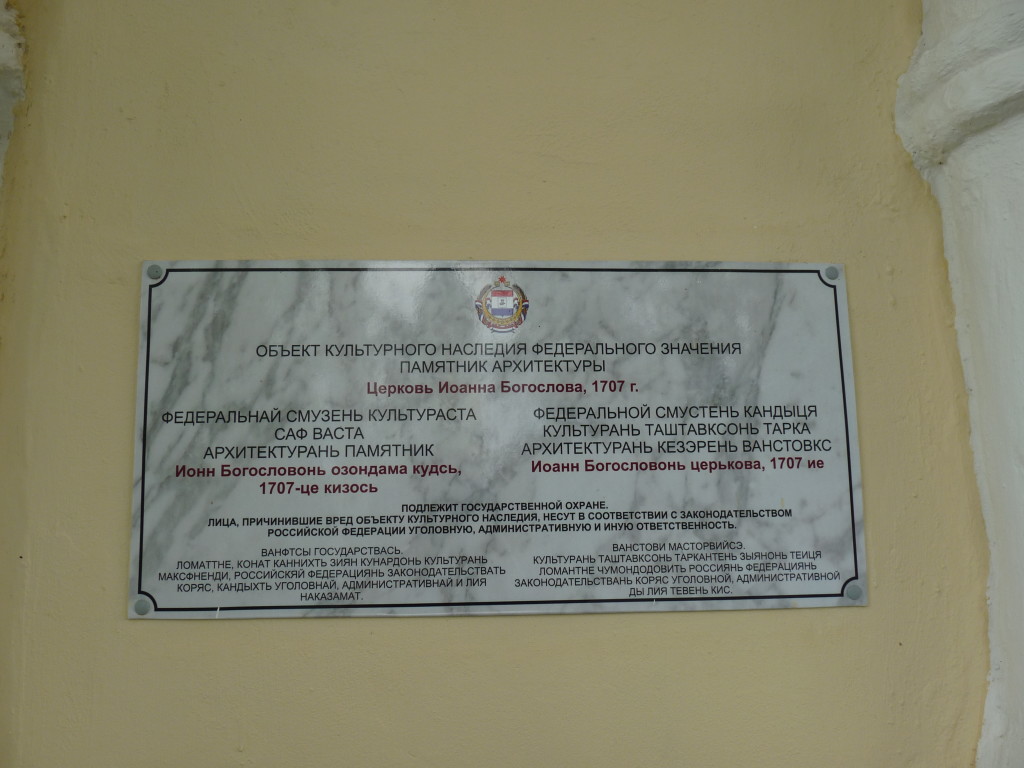 ОБЪЕКТ КУЛЬТУРНОГО НАСЛЕДИЯ ФЕДЕРАЛЬНОГО ЗНАЧЕНИЯ
ПАМЯТНИК АРХИТЕКТУРЫ
Церковь Иоанна Богослова, 1707 г.
ФЕДЕРАЛЬНАЙ СМУЗЕНЬ КУЛЬТУРАСТА
САФ ВАСТА
АРХИТЕКТУРАНЬ ПАМЯТНИК
Ионн Богословонь озондама кудсь,
1707-це кизось
ФЕДЕРАЛЬНОЙ СМУСТЕНЬ КАНДЫЦЯ
КУЛЬТУРАНЬ ТАШТАВКСОНЬ ТАРКА
АРХИТЕКТУРАНЬ КЕЗЭРЕНЬ ВАНСТОВКС
Иоанн Богословонь церькова, 1707 ие
ПОДЛЕЖИТ ГОСУДАРСТВЕННОЙ ОХРАНЕ.
ЛИЦА, ПРИЧИНИВШИЕ ВРЕД ОБЪЕКТУ КУЛЬТУРНОГО НАСЛЕДИЯ, НЕСУТ В СООТВЕТСТВИИ С ЗАКОНОДАТЕЛЬСТВОМ
РОССИЙСКОЙ ФЕДЕРАЦИИ УГОЛОВНУЮ, АДМИНИСТРАТИВНУЮ И ИНУЮ ОТВЕТСТВЕННОСТЬ.
ВАНФТСЫ ГОСУДАРСТВАСЬ.
ЛОМАТТНЕ, КОНАТ КАННИХТЬ ЗИЯН КУНАРДОНЬ КУЛЬТУРАНЬ
МАКСФНЕНДИ, РОССИЙСКЯЙ ФЕДЕРАЦИЯНЬ ЗАКОНОДАТЕЛЬСТВАТЬ
КОРЯС, КАНДЫХТЬ УГОЛОВНАЙ, АДМИНИСТРАТИВНАЙ И ЛИЯ
НАКАЗАМАТ.
ВАНСТОВИ МАСТОРВИЙСЭ.
КУЛЬТУРАНЬ ТАШТАВКСОНЬ ТАРКАНТЕНЬ ЗЫЯНОНЬ ТЕИЦЯ
ЛОМАНТНЕ ЧУМОНДОДОВИТЬ РОССИЯНЬ ФЕДЕРАЦИЯНЬ
ЗАКОНОДАТЕЛЬСТВАНЬ КОРЯС УГОЛОВНОЙ, АДМИНИСТРАТИВНОЙ
ДЫ ЛИЯ ТЕВЕНЬ КИС.